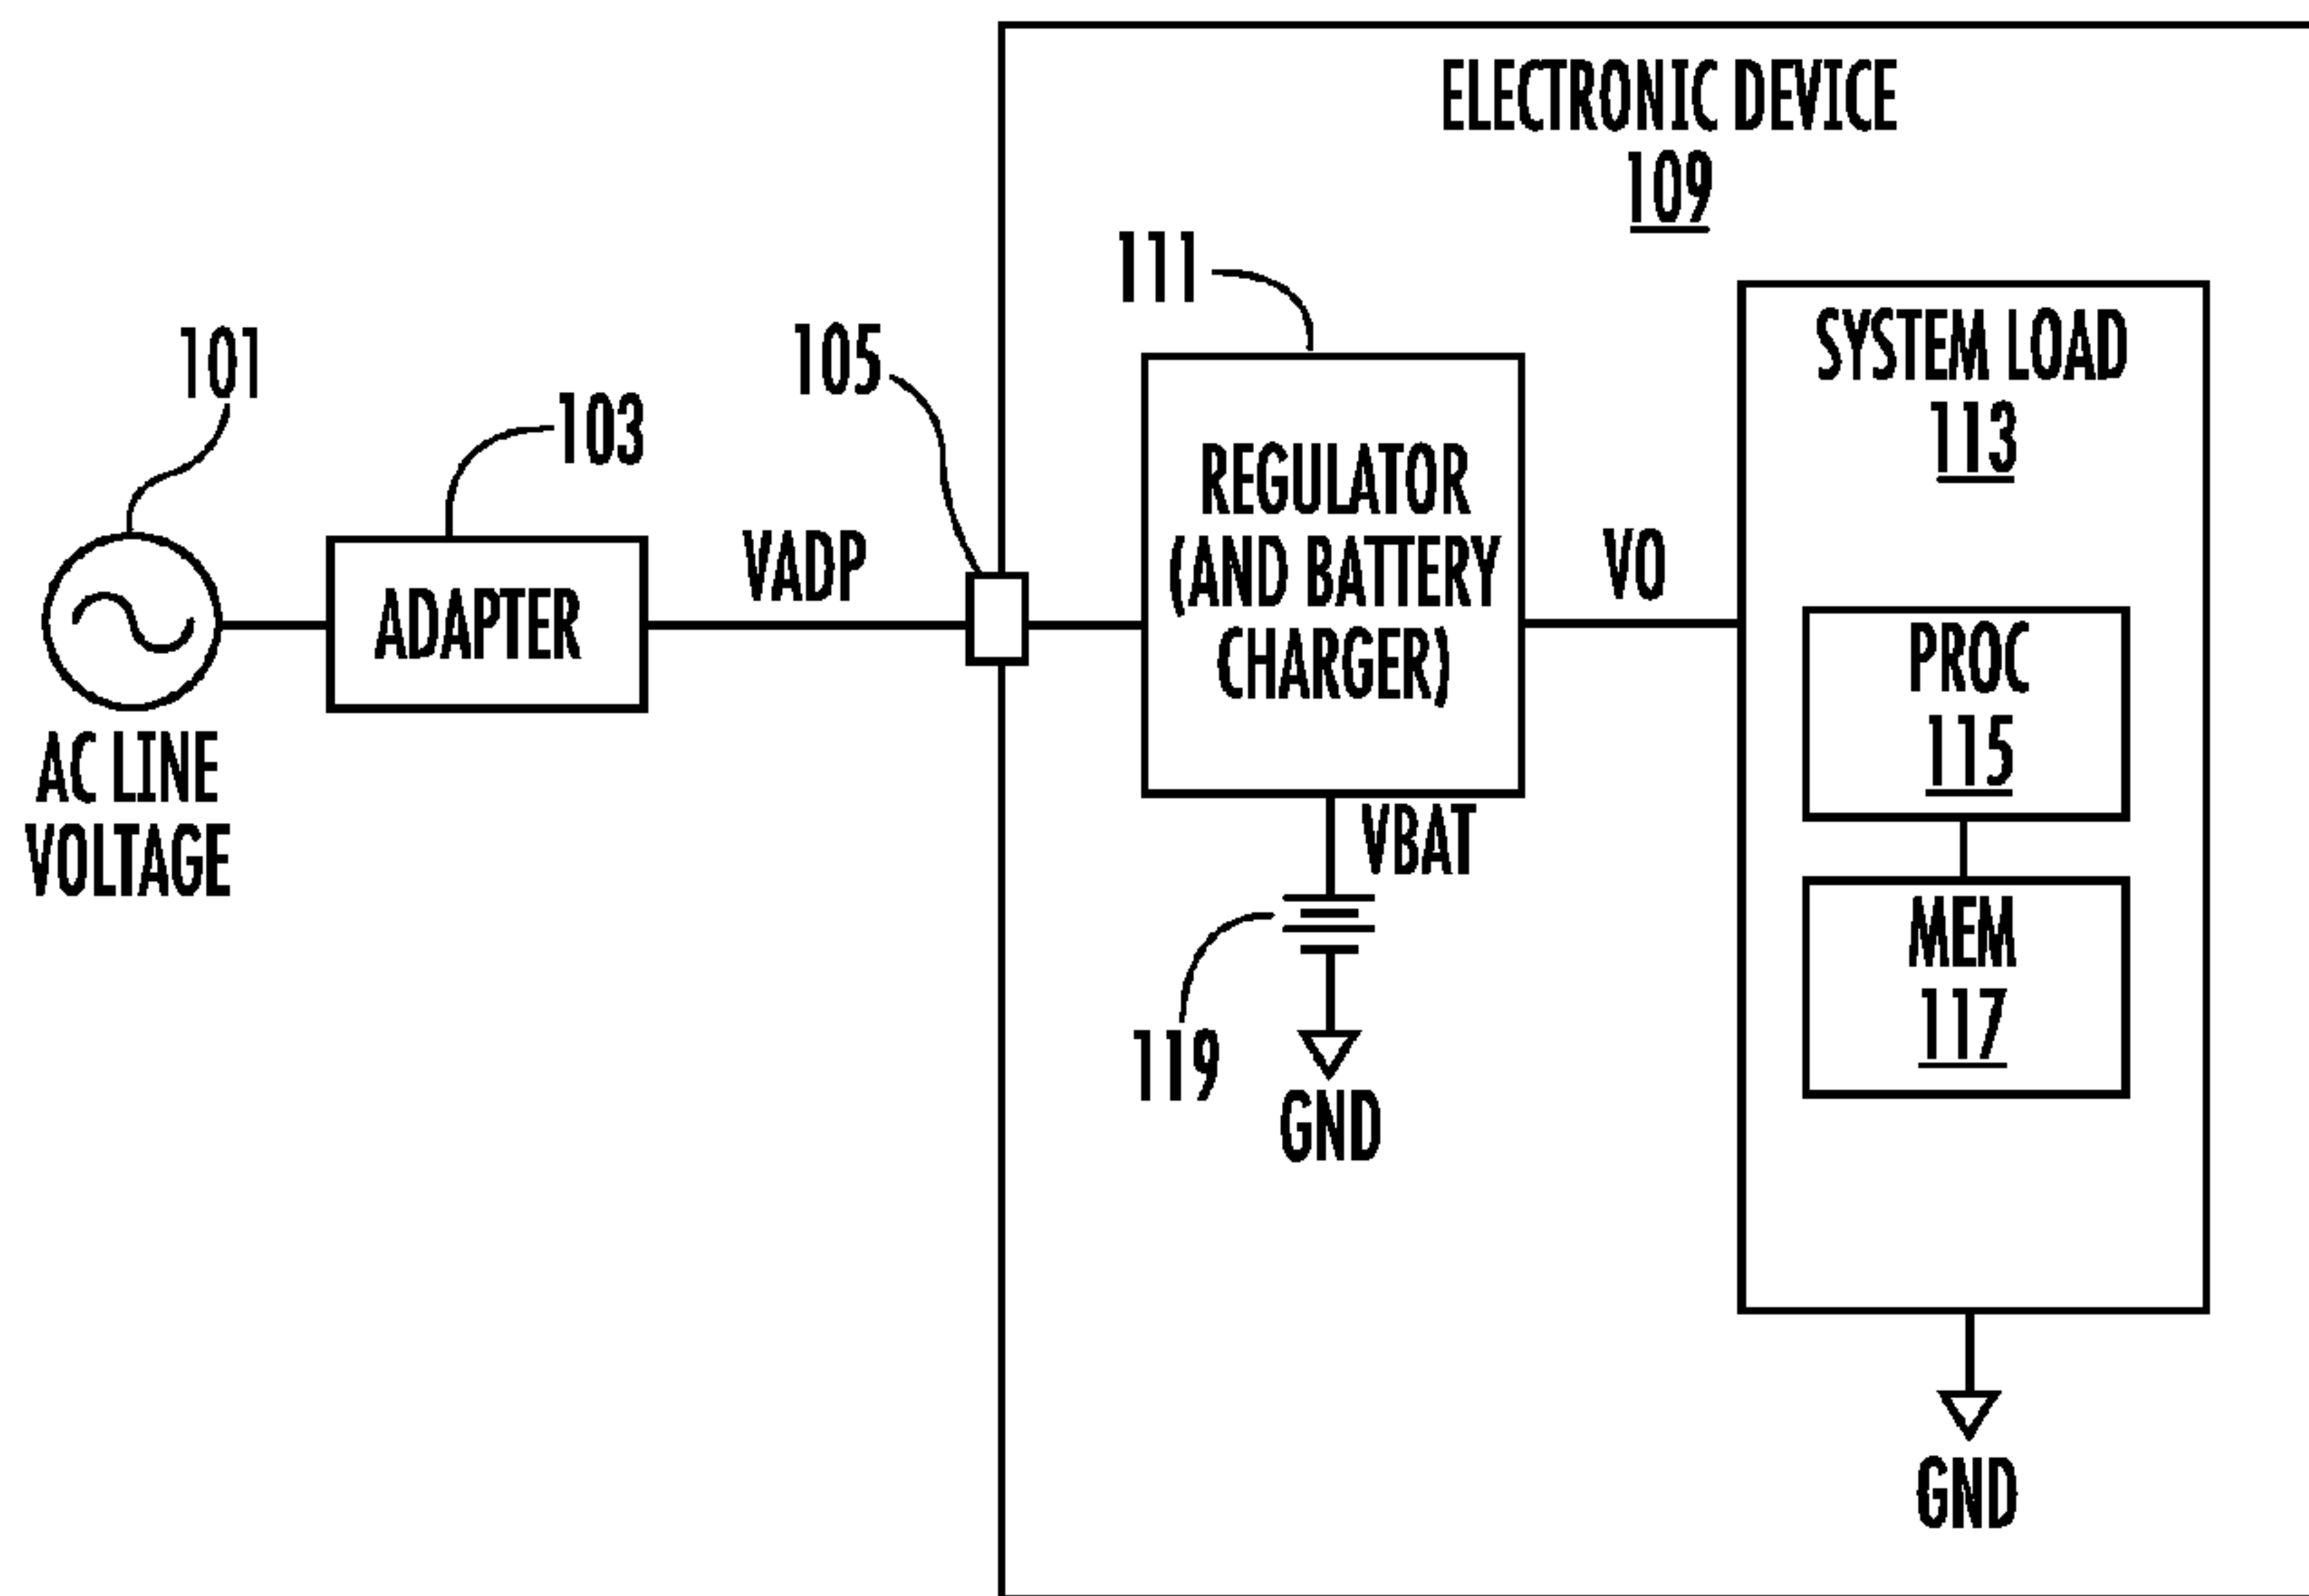 ELECTRONIC DEVICE
109
111
101
103
105
SYSTEM LOAD
113
VADP
ADAPTER
REGULATOR
(AND BATTERY
CHARGER)
VO
PROC
115
AC LINE
VOLTAGE
VBAT
MEM
117
119
GND
GND